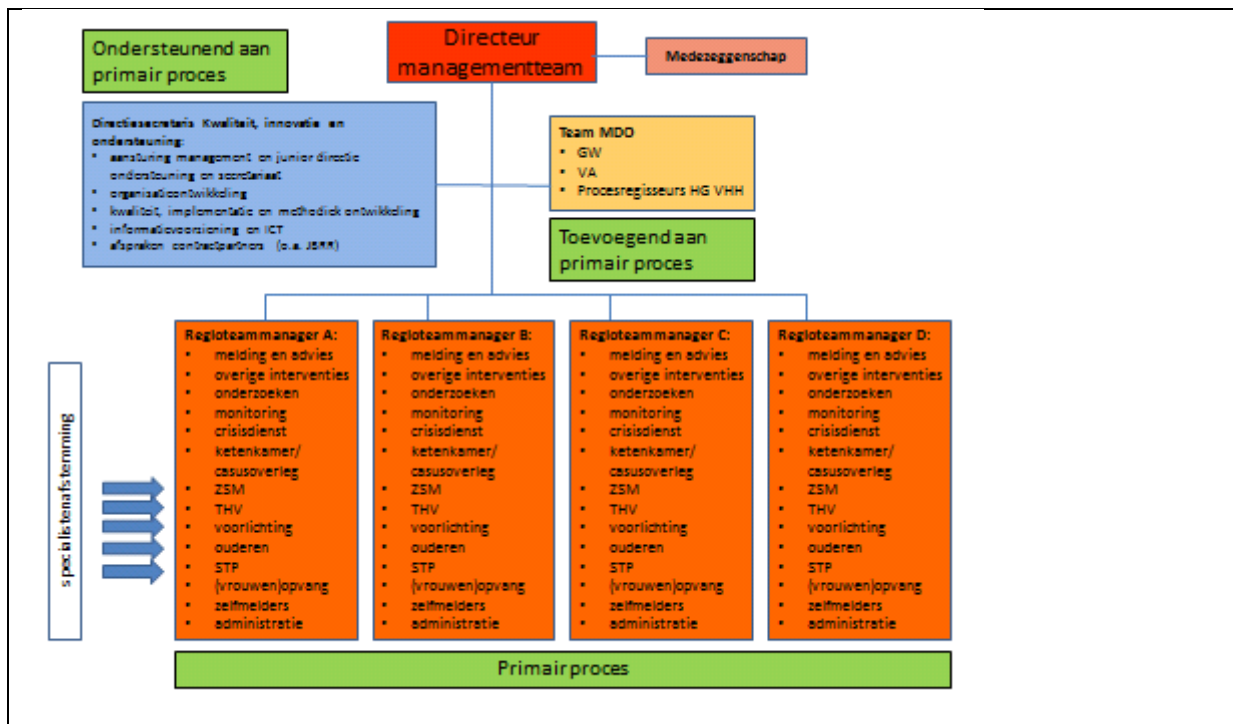 Ondersteunend aan
primair proces
Directeur
managementteam
Medezeggenschap
Directiesecretaris Kwaliteit, innovatie en
ondersteuning:
• aansturing management en junior directie
ondersteuning en secretariaat
• organisatieontwikkeling
• kwaliteit, implementatie en methodiek ontwikkeling
• informatievoorziening en ICT
• afspraken contractpartners (o.a. JBRR)
Team MDO
• GW
• VA
• Procesregisseurs HG VHH
Toevoegend aan
primair proces
specialistenafstemming
Regioteammanager A:
• melding en advies
• overige interventies
• onderzoeken
• monitoring
• crisisdienst
• ketenkamer/
casusoverleg
• ZSM
• THV
• voorlichting
• ouderen
• STP
• (vrouwen)opvang
• zelfmelders
• administratie
Regioteammanager B:
• melding en advies
• overige interventies
• onderzoeken
• monitoring
• crisisdienst
• ketenkamer/
casusoverleg
• ZSM
• THV
• voorlichting
• ouderen
• STP
• (vrouwen)opvang
• zelfmelders
• administratie
Regioteammanager C:
• melding en advies
• overige interventies
• onderzoeken
• monitoring
• crisisdienst
• ketenkamer/
casusoverleg
• ZSM
• THV
• voorlichting
• ouderen
• STP
• (vrouwen)opvang
• zelfmelders
• administratie
Regioteammanager D:
• melding en advies
• overige interventies
• onderzoeken
• monitoring
• crisisdienst
• ketenkamer/
casusoverleg
• ZSM
• THV
• voorlichting
• ouderen
• STP
• (vrouwen)opvang
• zelfmelders
• administratie
Primair proces